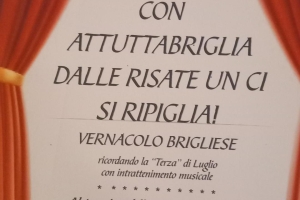 CON
ATTUTTABRIGLIA
DALLE RISATE UN CI
SI RIPIGLIA!
VERNACOLO BRIGLIESE
ricordando la "Terza" di Luglio
con intrattenimento musicale
* * * * * * * * * * *